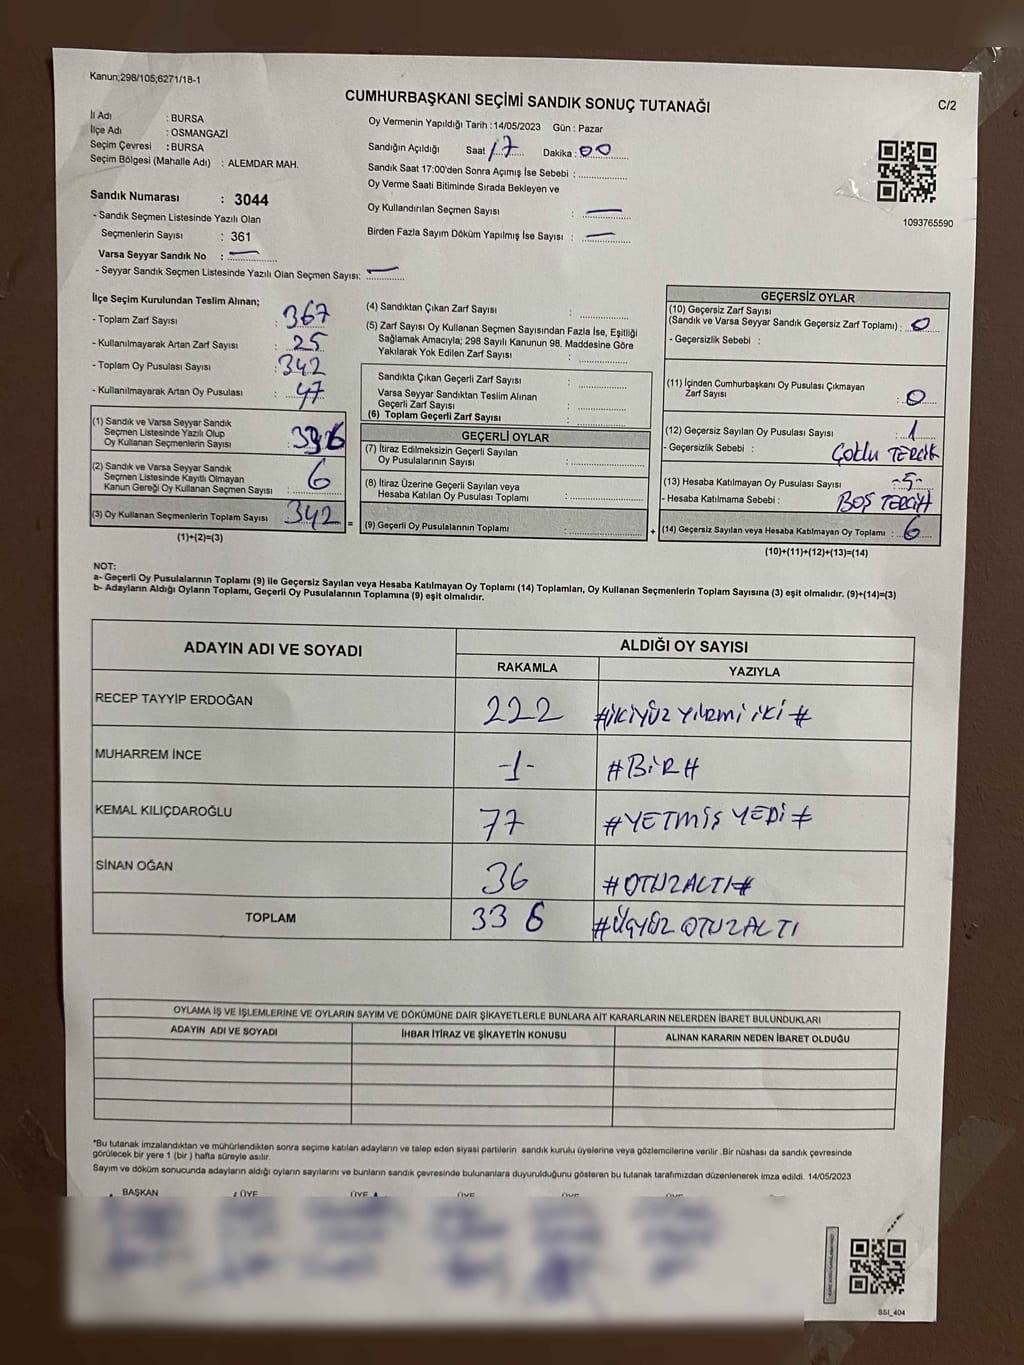 Kanun;298/105;6271/18-1
CUMHURBAŞKANI SEÇİMİ SANDIK SONUÇ TUTANAĞI
C/2
İl Adı : BURSA
İlçe Adı : OSMANGAZİ
Seçim Çevresi : BURSA
Seçim Bölgesi (Mahalle Adı) : ALEMDAR MAH.
Sandık Numarası : 3044
- Sandık Seçmen Listesinde Yazılı Olan
Seçmenlerin Sayısı : 361
Varsa Seyyar Sandık No : —
- Seyyar Sandık Seçmen Listesinde Yazılı Olan Seçmen Sayısı: —
Oy Vermenin Yapıldığı Tarih :14/05/2023 Gün : Pazar
Sandığın Açıldığı Saat 17 Dakika : 00
Sandık Saat 17:00'den Sonra Açımış İse Sebebi :
Oy Verme Saati Bitiminde Sırada Bekleyen ve
Oy Kullandırılan Seçmen Sayısı : —
Birden Fazla Sayım Döküm Yapılmış İse Sayısı : —
1093765590
İlçe Seçim Kurulundan Teslim Alınan;
- Toplam Zarf Sayısı : 367
- Kullanılmayarak Artan Zarf Sayısı : 25
- Toplam Oy Pusulası Sayısı : 342
- Kullanılmayarak Artan Oy Pusulası : 47
(1) Sandık ve Varsa Seyyar Sandık
Seçmen Listesinde Yazılı Olup
Oy Kullanan Seçmenlerin Sayısı :
(2) Sandık ve Varsa Seyyar Sandık
Seçmen Listesinde Kayıtlı Olmayan
Kanun Gereği Oy Kullanan Seçmen Sayısı : 6
(3) Oy Kullanan Seçmenlerin Toplam Sayısı : 342 =
(1)+(2)=(3)
(4) Sandıktan Çıkan Zarf Sayısı :
(5) Zarf Sayısı Oy Kullanan Seçmen Sayısından Fazla İse, Eşitliği
Sağlamak Amacıyla; 298 Sayılı Kanunun 98. Maddesine Göre
Yakılarak Yok Edilen Zarf Sayısı :
Sandıkta Çıkan Geçerli Zarf Sayısı :
Varsa Seyyar Sandıktan Teslim Alınan
Geçerli Zarf Sayısı :
(6) Toplam Geçerli Zarf Sayısı :
GEÇERLİ OYLAR
(7) İtiraz Edilmeksizin Geçerli Sayılan
Oy Pusulalarının Sayısı :
(8) İtiraz Üzerine Geçerli Sayılan veya
Hesaba Katılan Oy Pusulası Toplamı :
(9) Geçerli Oy Pusulalarının Toplamı : +
GEÇERSİZ OYLAR
(10) Geçersiz Zarf Sayısı
(Sandık ve Varsa Seyyar Sandık Geçersiz Zarf Toplamı) : 0
- Geçersizlik Sebebi :
(11) İçinden Cumhurbaşkanı Oy Pusulası Çıkmayan
Zarf Sayısı : 0
(12) Geçersiz Sayılan Oy Pusulası Sayısı : 1
- Geçersizlik Sebebi : Çoklu TERCİH
(13) Hesaba Katılmayan Oy Pusulası Sayısı -5-
- Hesaba Katılmama Sebebi : BOŞ TERCİH
(14) Geçersiz Sayılan veya Hesaba Katılmayan Oy Toplamı : 6
(10)+(11)+(12)+(13)=(14)
NOT:
a- Geçerli Oy Pusulalarının Toplamı (9) ile Geçersiz Sayılan veya Hesaba Katılmayan Oy Toplamı (14) Toplamları, Oy Kullanan Seçmenlerin Toplam Sayısına (3) eşit olmalıdır. (9)+(14)=(3)
b- Adayların Aldığı Oyların Toplamı, Geçerli Oy Pusulalarının Toplamına (9) eşit olmalıdır.
ADAYIN ADI VE SOYADI
ALDIĞI OY SAYISI
RAKAMLA YAZIYLA
RECEP TAYYİP ERDOĞAN 222 #İKİYÜZ YİRMİ İKİ #
MUHARREM İNCE -1- #BİR#
KEMAL KILIÇDAROĞLU 77 #YETMİŞ YEDİ #
SİNAN OĞAN 36 #OTUZALTI#
TOPLAM 336 #ÜÇYÜZ OTUZALTI
OYLAMA İŞ VE İŞLEMLERİNE VE OYLARIN SAYIM VE DÖKÜMÜNE DAİR ŞİKAYETLERLE BUNLARA AİT KARARLARIN NELERDEN İBARET BULUNDUKLARI
ADAYIN ADI VE SOYADI İHBAR İTİRAZ VE ŞİKAYETİN KONUSU ALINAN KARARIN NEDEN İBARET OLDUĞU
*Bu tutanak imzalandıktan ve mühürlendikten sonra seçime katılan adayların ve talep eden siyasi partilerin sandık kurulu üyelerine veya gözlemcilerine verilir .Bir nüshası da sandık çevresinde
görülecek bir yere 1 (bir ) hafta süreyle asılır.
Sayım ve döküm sonucunda adayların aldığı oyların sayılarını ve bunların sandık çevresinde bulunanlara duyurulduğunu gösteren bu tutanak tarafımızdan düzenlenerek imza edildi. 14/05/2023
BAŞKAN ÜYE ÜYE ÜYE ÜYE ÜYE
SSI_404